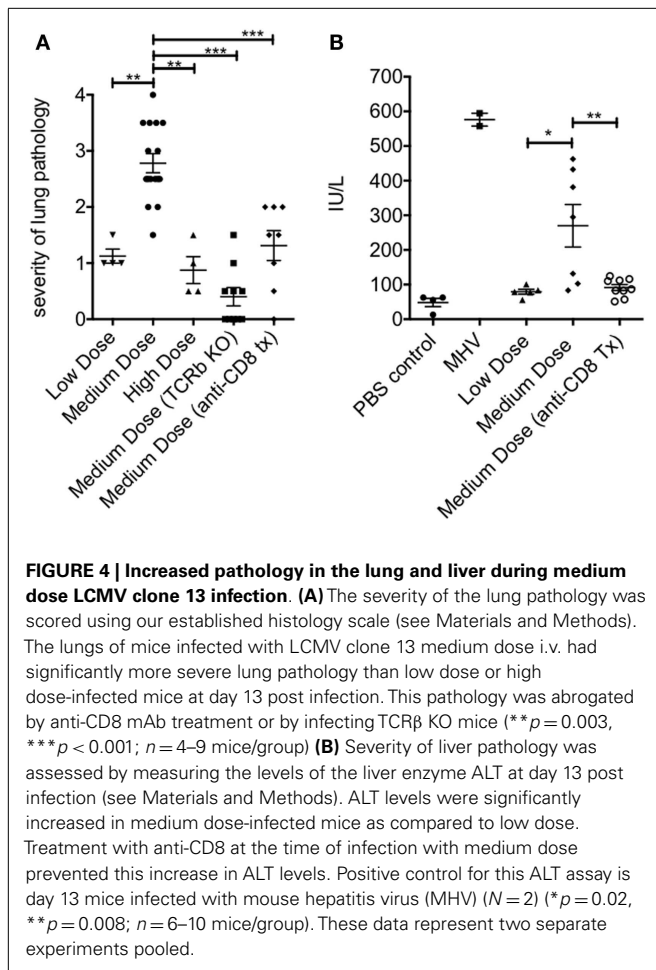 A
***
***
** **
severity of lung pathology
4
3
2
1
0
Low Dose
Medium Dose
High Dose
Medium Dose (TCRb KO)
Medium Dose (anti-CD8 tx)
B
**
*
IU/L
700
600
500
400
300
200
100
0
PBS control
MHV
Low Dose
Medium Dose
Medium Dose (anti-CD8 Tx)
FIGURE 4 | Increased pathology in the lung and liver during medium
dose LCMV clone 13 infection. (A) The severity of the lung pathology was
scored using our established histology scale (see Materials and Methods).
The lungs of mice infected with LCMV clone 13 medium dose i.v. had
significantly more severe lung pathology than low dose or high
dose-infected mice at day 13 post infection. This pathology was abrogated
by anti-CD8 mAb treatment or by infecting TCRβ KO mice (**p = 0.003,
***p < 0.001; n = 4–9 mice/group) (B) Severity of liver pathology was
assessed by measuring the levels of the liver enzyme ALT at day 13 post
infection (see Materials and Methods). ALT levels were significantly
increased in medium dose-infected mice as compared to low dose.
Treatment with anti-CD8 at the time of infection with medium dose
prevented this increase in ALT levels. Positive control for this ALT assay is
day 13 mice infected with mouse hepatitis virus (MHV) (N = 2) (*p = 0.02,
**p = 0.008; n = 6–10 mice/group). These data represent two separate
experiments pooled.